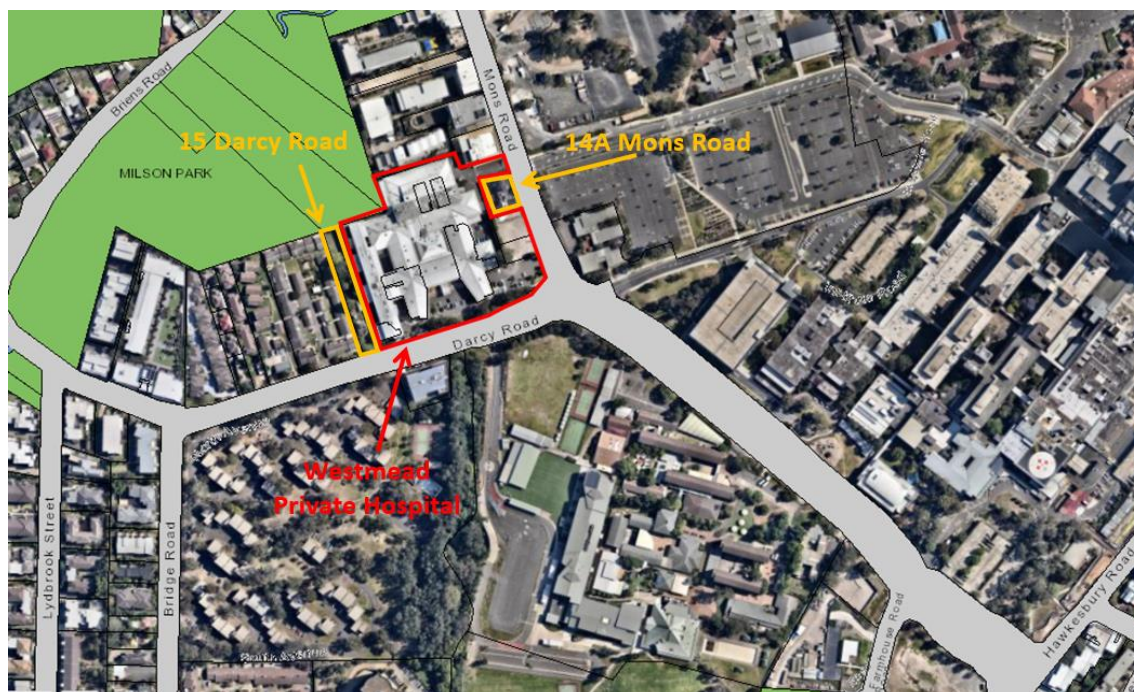 Briens Road
Mons Road
15 Darcy Road
14A Mons Road
MILSON PARK
Darcy Road
Westmead
Private Hospital
Lydbrook Street
Bridge Road
Farmhouse Road
Hawkesbury Road